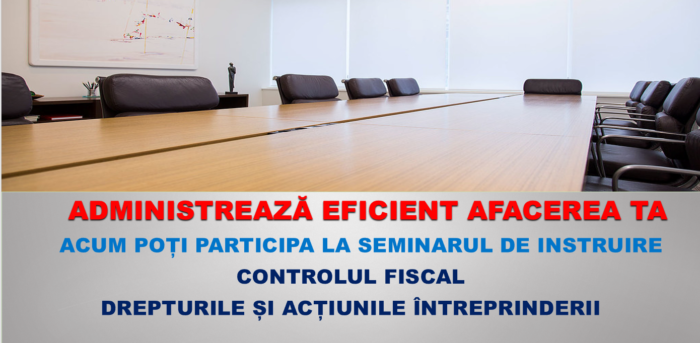 ADMINISTREAZĂ EFICIENT AFACEREA TA
ACUM POȚI PARTICIPA LA SEMINARUL DE INSTRUIRE
CONTROLUL FISCAL
DREPTURILE ȘI ACȚIUNILE ÎNTREPRINDERII